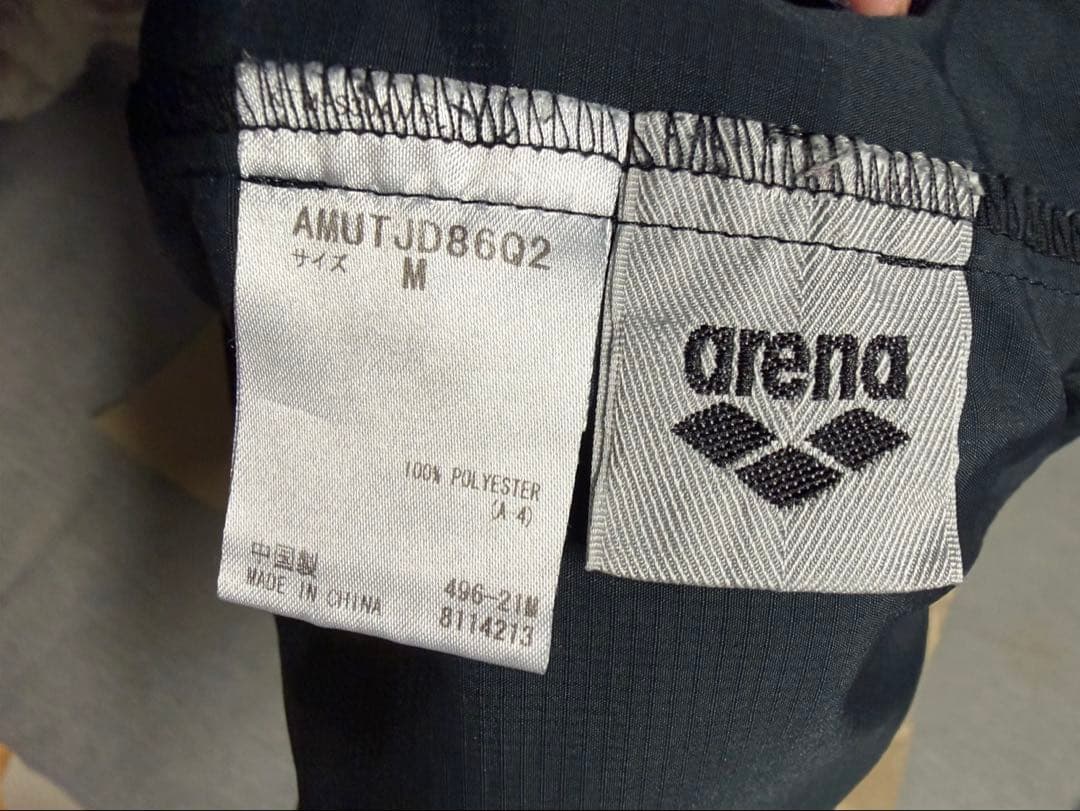 AMUTJD86Q2
サイズ M
100% POLYESTER
(A-4)
中国製
MADE IN CHINA
496-21M
8114213
arena